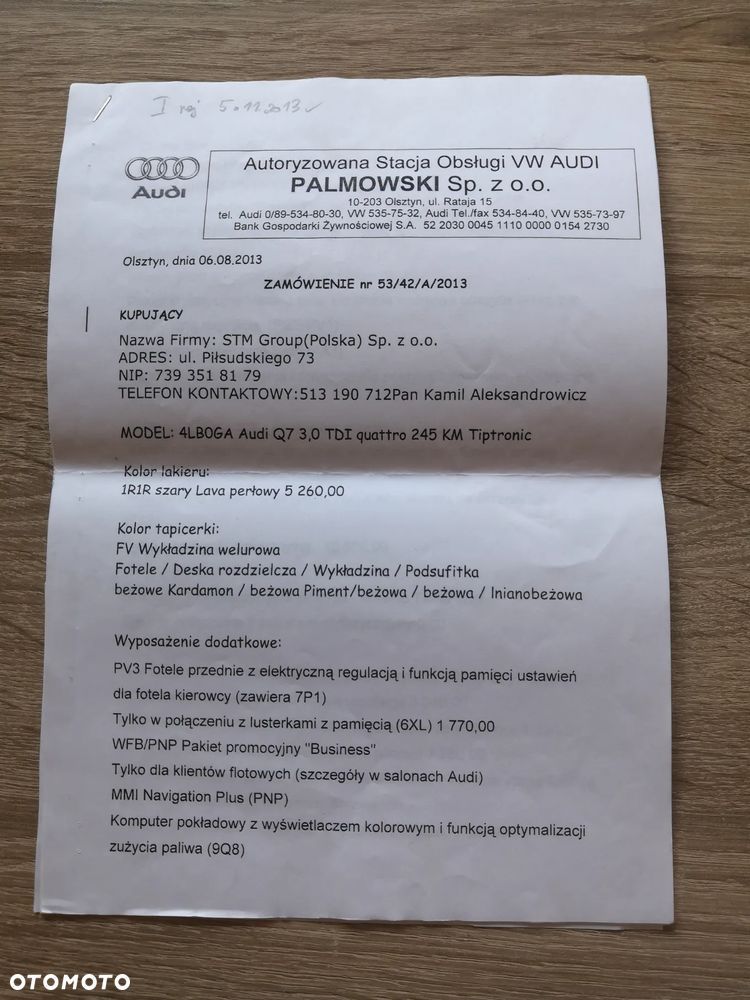 I rej 5.11.2013
Audi
Autoryzowana Stacja Obsługi VW AUDI
PALMOWSKI Sp. z o.o.
10-203 Olsztyn, ul. Rataja 15
tel. Audi 0/89-534-80-30, VW 535-75-32, Audi Tel./fax 534-84-40, VW 535-73-97
Bank Gospodarki Żywnościowej S.A. 52 2030 0045 1110 0000 0154 2730
Olsztyn, dnia 06.08.2013
ZAMÓWIENIE nr 53/42/A/2013
KUPUJĄCY
Nazwa Firmy: STM Group(Polska) Sp. z o.o.
ADRES: ul. Piłsudskiego 73
NIP: 739 351 81 79
TELEFON KONTAKTOWY:513 190 712Pan Kamil Aleksandrowicz
MODEL: 4LB0GA Audi Q7 3,0 TDI quattro 245 KM Tiptronic
Kolor lakieru:
1R1R szary Lava perłowy 5 260,00
Kolor tapicerki:
FV Wykładzina welurowa
Fotele / Deska rozdzielcza / Wykładzina / Podsufitka
beżowe Kardamon / beżowa Piment/beżowa / beżowa / lnianobeżowa
Wyposażenie dodatkowe:
PV3 Fotele przednie z elektryczną regulacją i funkcją pamięci ustawień
dla fotela kierowcy (zawiera 7P1)
Tylko w połączeniu z lusterkami z pamięcią (6XL) 1 770,00
WFB/PNP Pakiet promocyjny "Business"
Tylko dla klientów flotowych (szczegóły w salonach Audi)
MMI Navigation Plus (PNP)
Komputer pokładowy z wyświetlaczem kolorowym i funkcją optymalizacji
zużycia paliwa (9Q8)
OTOMOTO